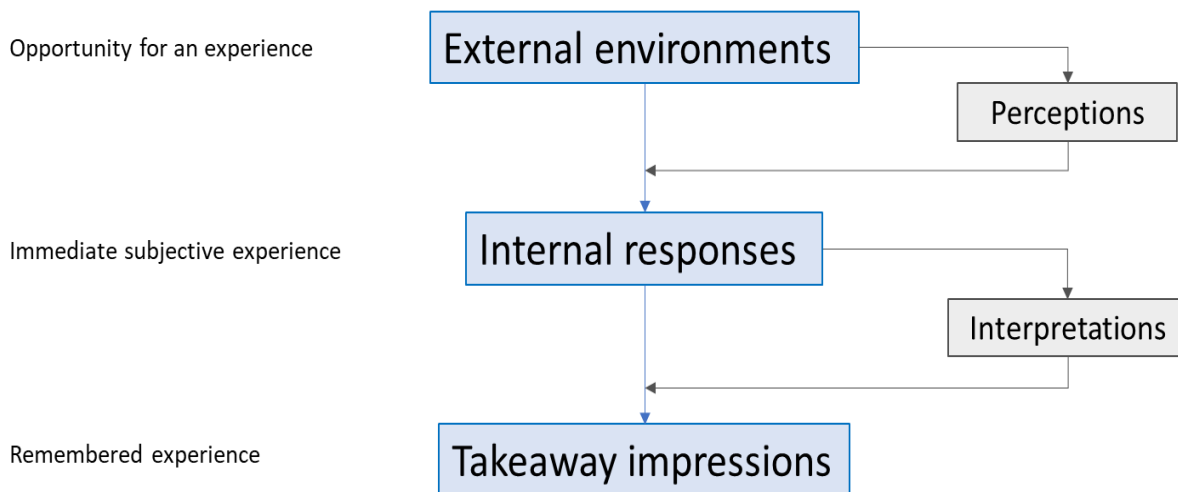 Opportunity for an experience
External environments
Perceptions
Immediate subjective experience
Internal responses
Interpretations
Remembered experience
Takeaway impressions